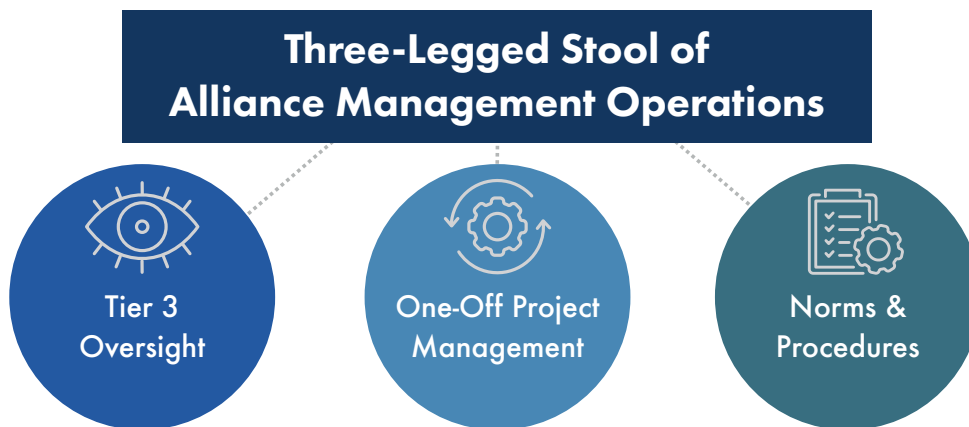 Three-Legged Stool of
Alliance Management Operations
Tier 3
Oversight
One-Off Project
Management
Norms &
Procedures